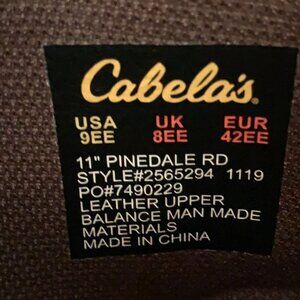 Cabela's
USA UK EUR
9EE 8EE 42EE
11" PINEDALE RD
STYLE#2565294 1119
PO#7490229
LEATHER UPPER
BALANCE MAN MADE
MATERIALS
MADE IN CHINA